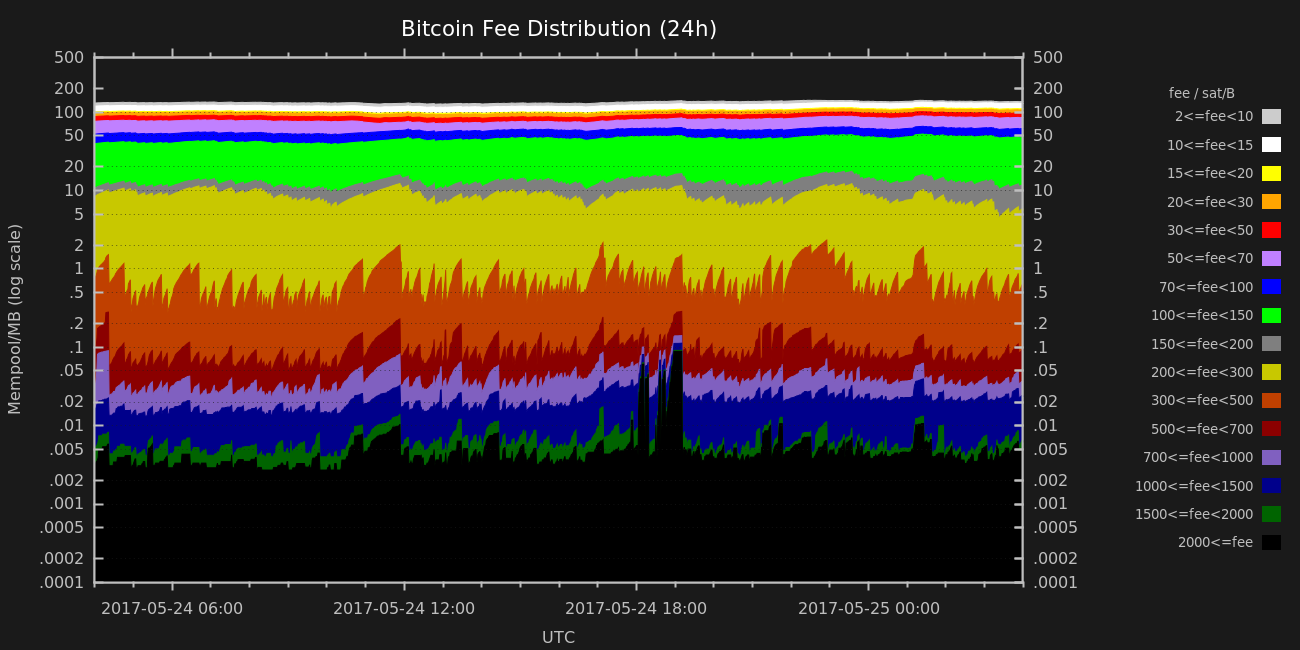 Bitcoin Fee Distribution (24h)
500
200
100
50
20
10
5
2
1
.5
.2
.1
.05
.02
.01
.005
.002
.001
.0005
.0002
.0001
Mempool/MB (log scale)
500
200
100
50
20
10
5
2
1
.5
.2
.1
.05
.02
.01
.005
.002
.001
.0005
.0002
.0001
2017-05-24 06:00
2017-05-24 12:00
2017-05-24 18:00
2017-05-25 00:00
UTC
fee / sat/B
2<=fee<10
10<=fee<15
15<=fee<20
20<=fee<30
30<=fee<50
50<=fee<70
70<=fee<100
100<=fee<150
150<=fee<200
200<=fee<300
300<=fee<500
500<=fee<700
700<=fee<1000
1000<=fee<1500
1500<=fee<2000
2000<=fee